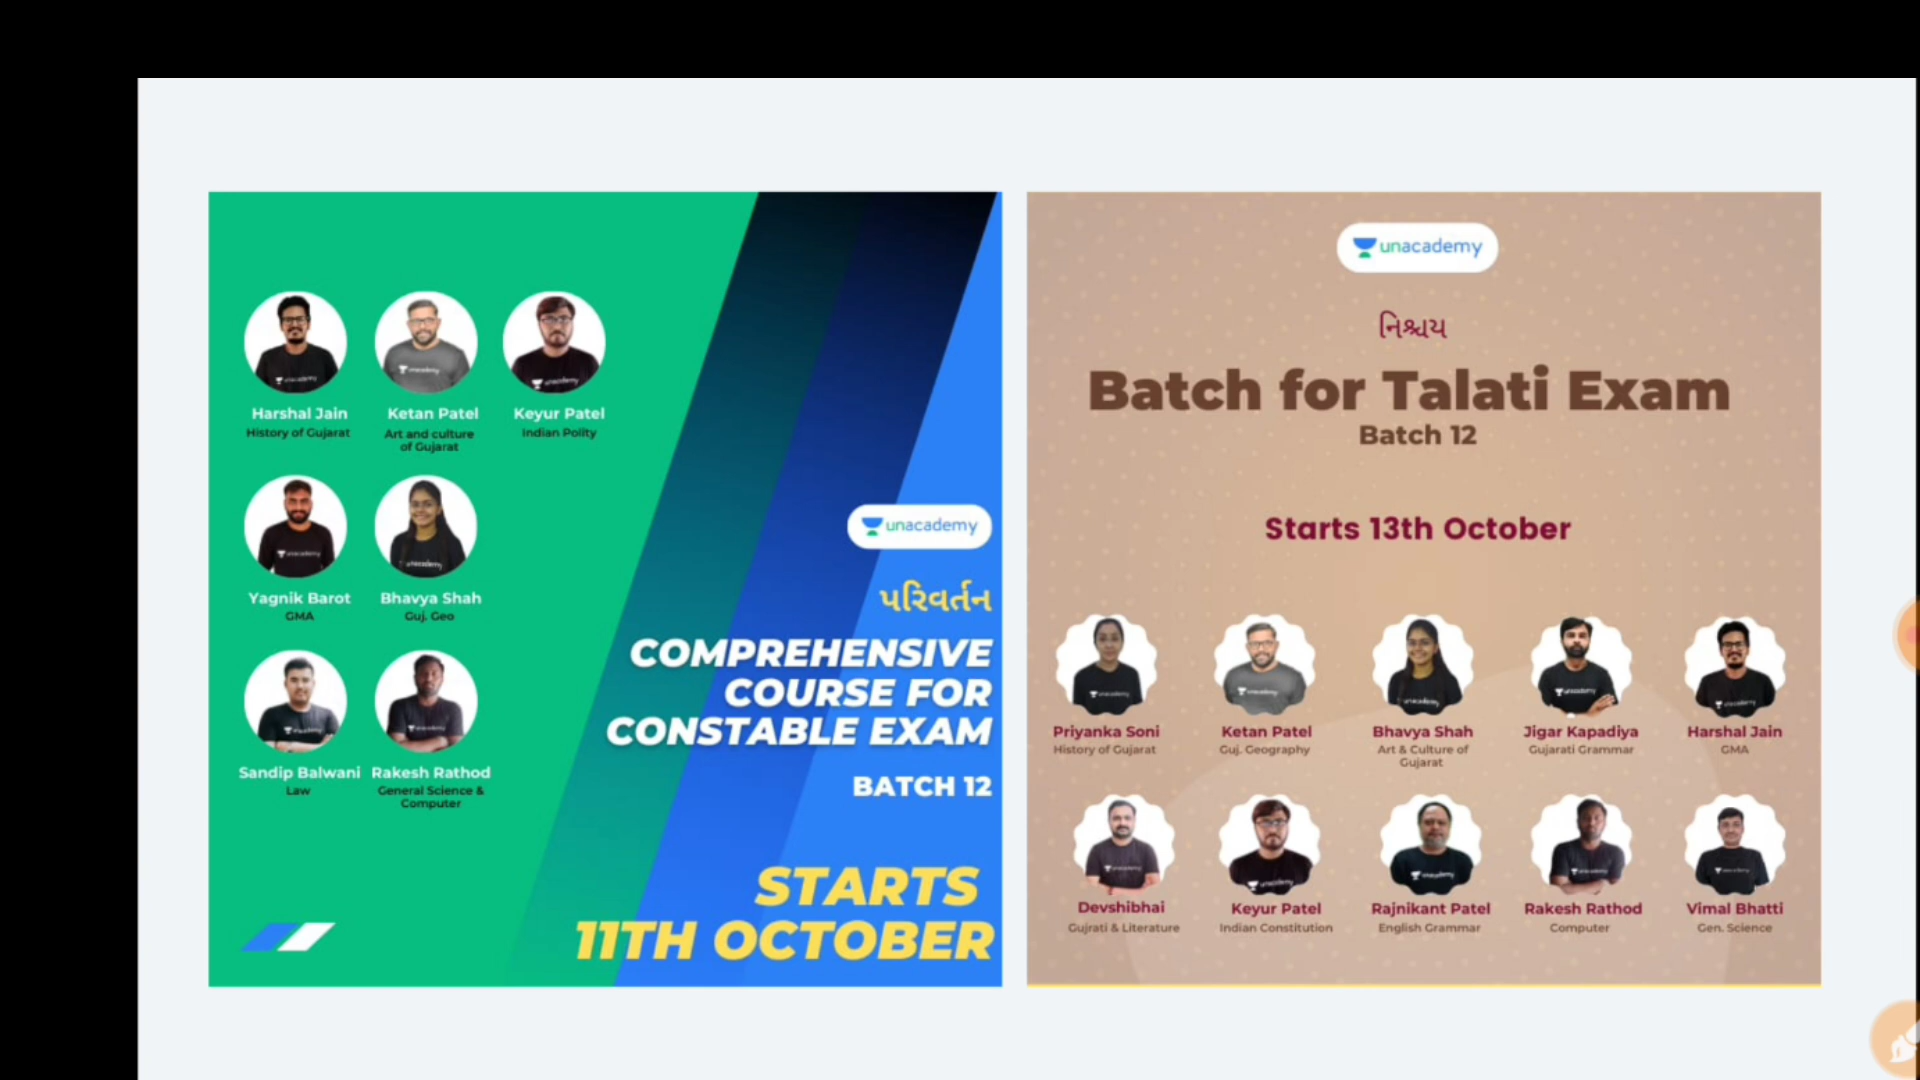 Harshal Jain
History of Gujarat
Ketan Patel
Art and culture
of Gujarat
Keyur Patel
Indian Polity
Yagnik Barot
GMA
Bhavya Shah
Guj. Geo
Sandip Balwani
Law
Rakesh Rathod
General Science &
Computer
unacademy
પરિવર્તન
COMPREHENSIVE
COURSE FOR
CONSTABLE EXAM
BATCH 12
STARTS
11TH OCTOBER
unacademy
નિશ્ચય
Batch for Talati Exam
Batch 12
Starts 13th October
Priyanka Soni
History of Gujarat
Ketan Patel
Guj. Geography
Bhavya Shah
Art & Culture of
Gujarat
Jigar Kapadiya
Gujarati Grammar
Harshal Jain
GMA
Devshibhai
Gujrati & Literature
Keyur Patel
Indian Constitution
Rajnikant Patel
English Grammar
Rakesh Rathod
Computer
Vimal Bhatti
Gen. Science